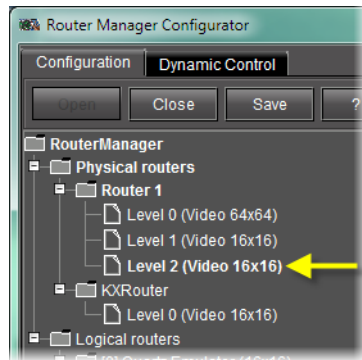 Router Manager Configurator
Configuration
Dynamic Control
Open
Close
Save
?
RouterManager
Physical routers
Router 1
Level 0 (Video 64x64)
Level 1 (Video 16x16)
Level 2 (Video 16x16)
KXRouter
Level 0 (Video 16x16)
Logical routers